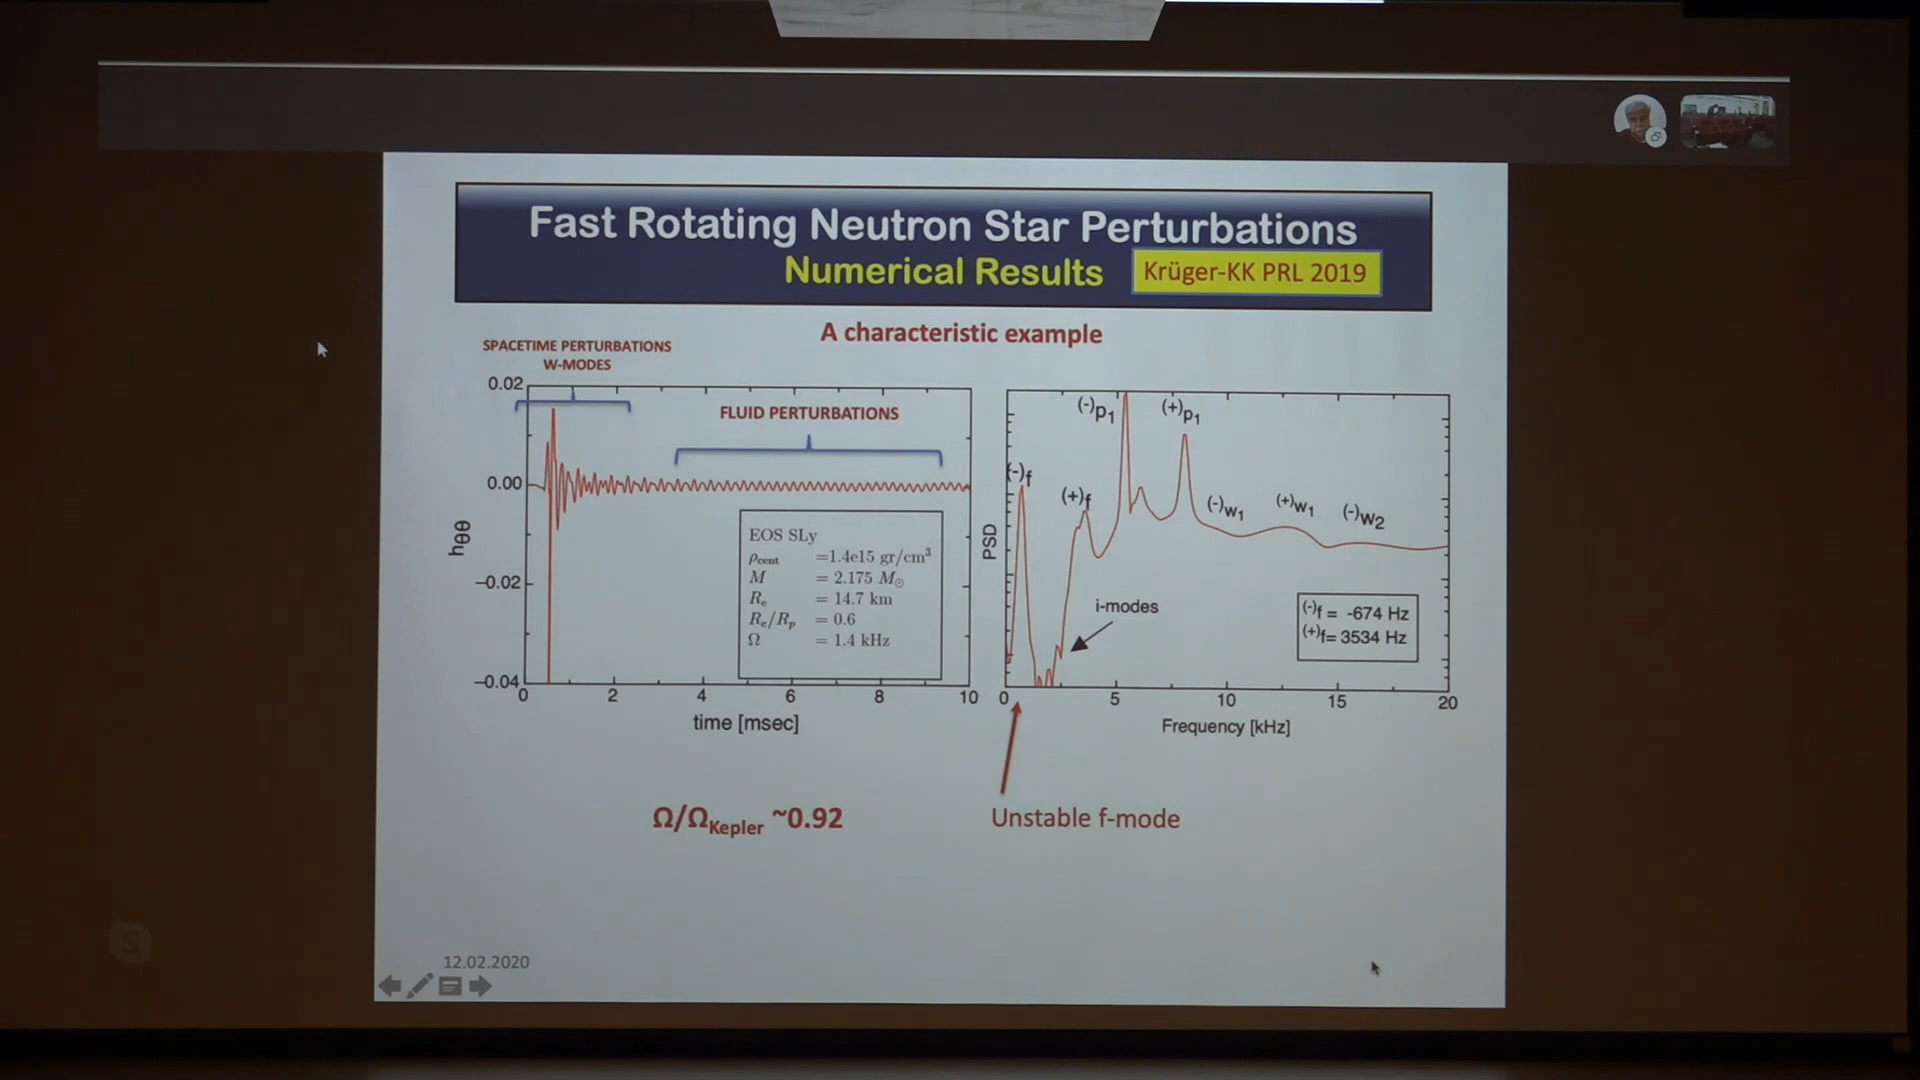 Fast Rotating Neutron Star Perturbations
Numerical Results
Krüger-KK PRL 2019
A characteristic example
SPACETIME PERTURBATIONS
W-MODES
FLUID PERTURBATIONS
0.02
0.00
−0.02
−0.04
hθθ
0 2 4 6 8 10
time [msec]
EOS SLy
ρcent =1.4e15 gr/cm³
M = 2.175 M⊙
Re = 14.7 km
Re/Rp = 0.6
Ω = 1.4 kHz
PSD
(-)f
(+)f
(-)p1
(+)p1
(-)w1
(+)w1
(-)w2
i-modes
(-)f = -674 Hz
(+)f= 3534 Hz
0 5 10 15 20
Frequency [kHz]
Ω/ΩKepler ~0.92
Unstable f-mode
12.02.2020
S